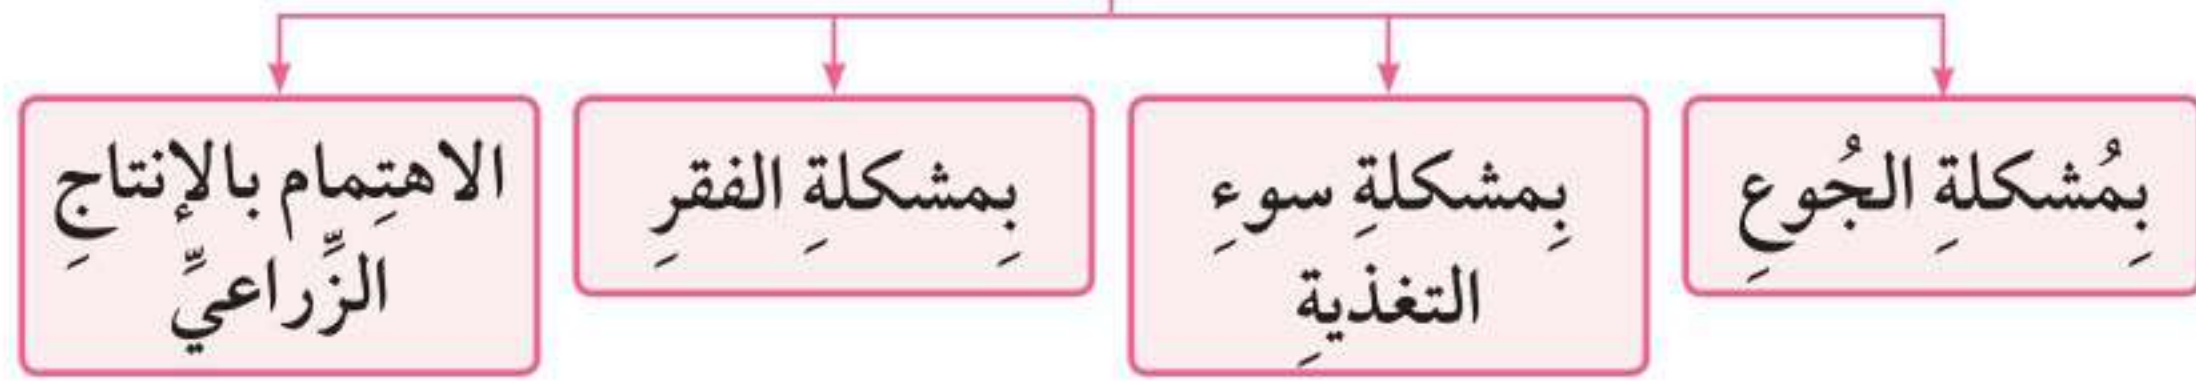 بِمُشكلةِ الجُوعِ
بِمشكلةِ سوءِ
التغذيةِ
بِمشكلةِ الفقرِ
الاهتِمام بالإنتاجِ
الزِّراعيِّ